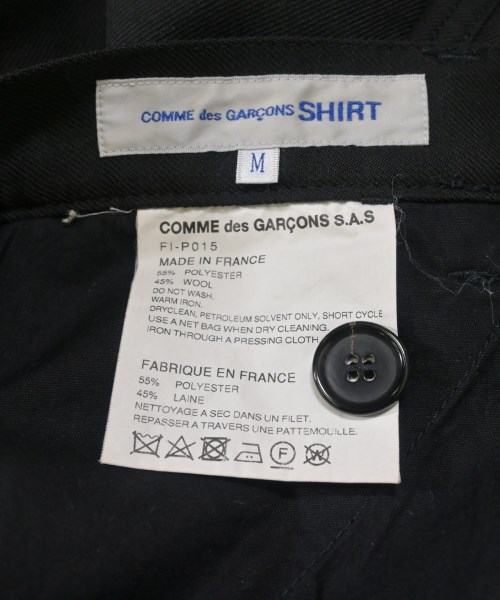 COMME des GARÇONS SHIRT
M
COMME des GARÇONS S.A.S
FI-P015
MADE IN FRANCE
55% POLYESTER
45% WOOL
DO NOT WASH.
WARM IRON.
DRYCLEAN, PETROLEUM SOLVENT ONLY, SHORT CYCLE
USE A NET BAG WHEN DRY CLEANING.
IRON THROUGH A PRESSING CLOTH.
FABRIQUE EN FRANCE
55% POLYESTER
45% LAINE
NETTOYAGE A SEC DANS UN FILET.
REPASSER A TRAVERS UNE PATTEMOUILLE.
F W